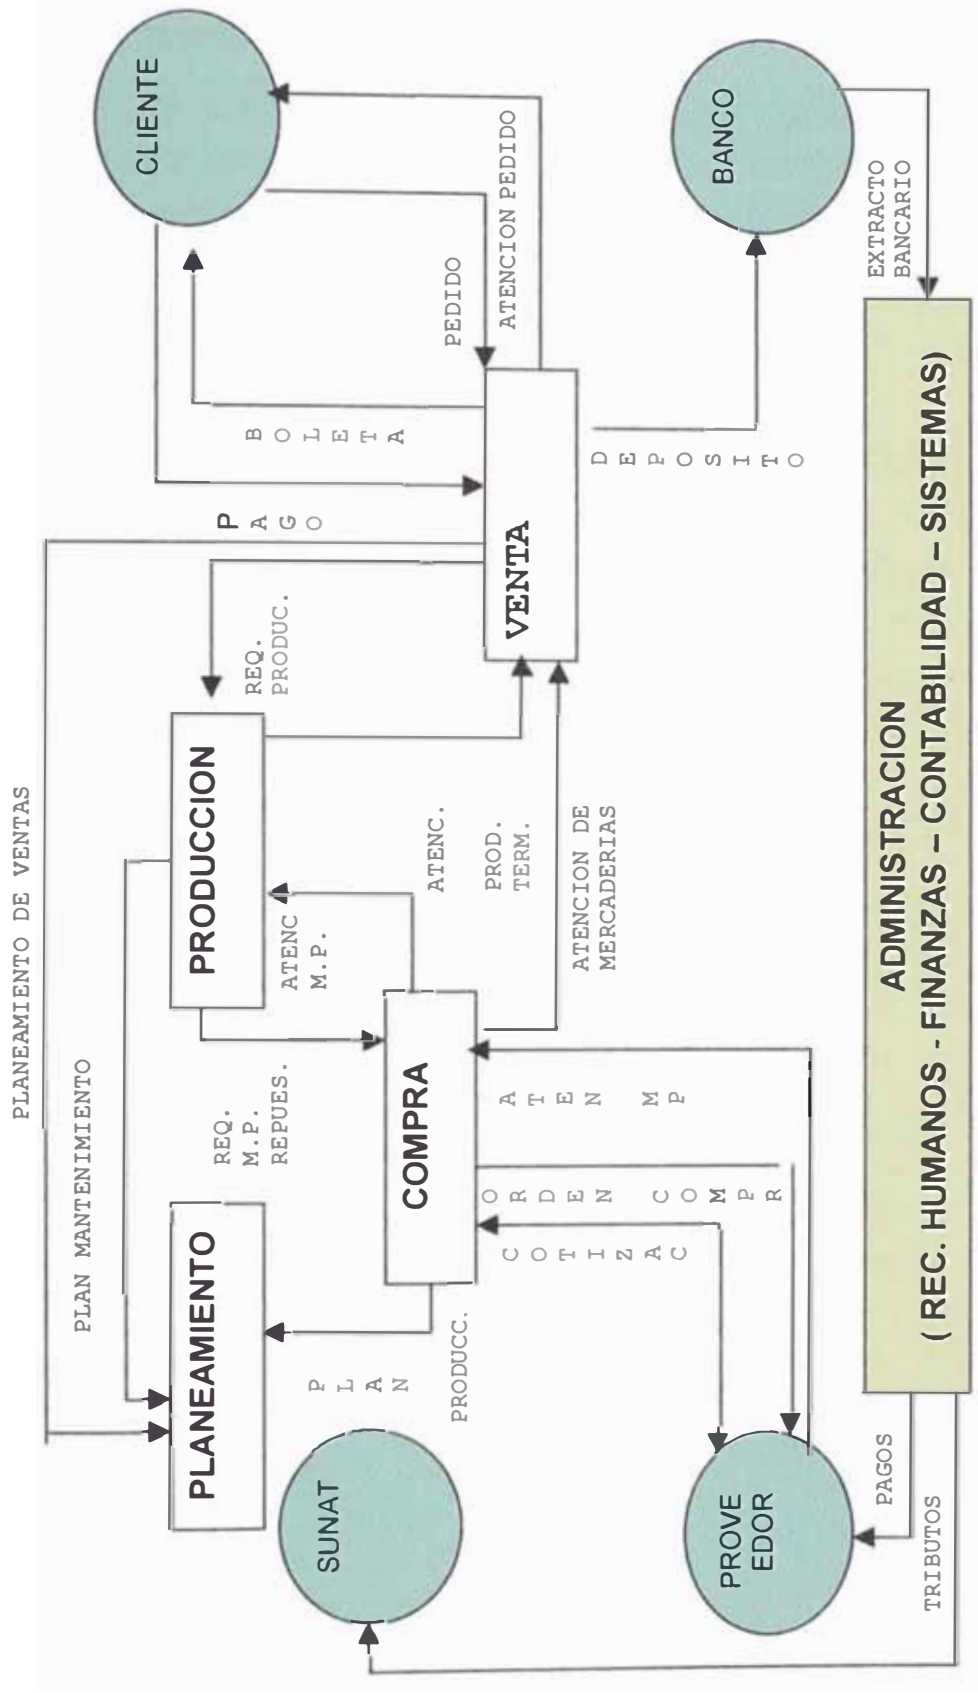 PLANEAMIENTO DE VENTAS
PLAN MANTENIMIENTO
PLANEAMIENTO
PRODUCCION
CLIENTE
REQ.
PRODUC.
PAGO
BOLETA
PEDIDO
ATENCION PEDIDO
REQ.
M.P.
REPUES.
ATENC
M.P.
SUNAT
PLAN
PRODUCC.
COMPRA
ATENC.
PROD.
TERM.
VENTA
ATENCION DE
MERCADERIAS
COTIZAC
ORDEN COMPR
ATEN MP
DEPOSITO
BANCO
PROVE
EDOR
EXTRACTO
BANCARIO
PAGOS
TRIBUTOS
ADMINISTRACION
( REC. HUMANOS - FINANZAS – CONTABILIDAD – SISTEMAS)